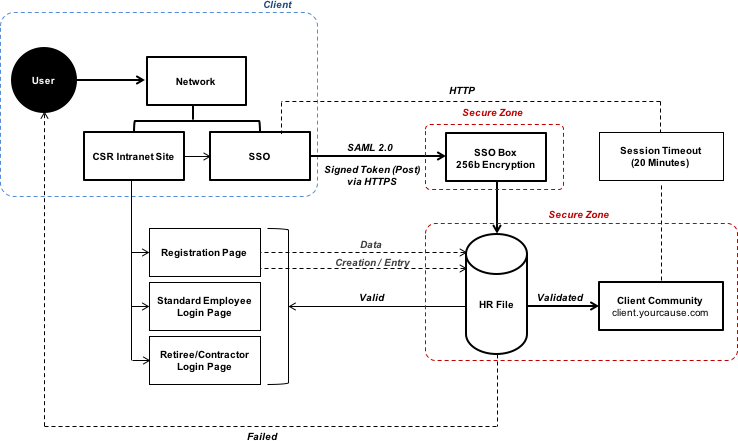 Client
User
Network
HTTP
Secure Zone
CSR Intranet Site
SSO
SAML 2.0
Signed Token (Post)
via HTTPS
SSO Box
256b Encryption
Session Timeout
(20 Minutes)
Secure Zone
Registration Page
Data
Creation / Entry
Standard Employee
Login Page
Valid
HR File
Validated
Client Community
client.yourcause.com
Retiree/Contractor
Login Page
Failed